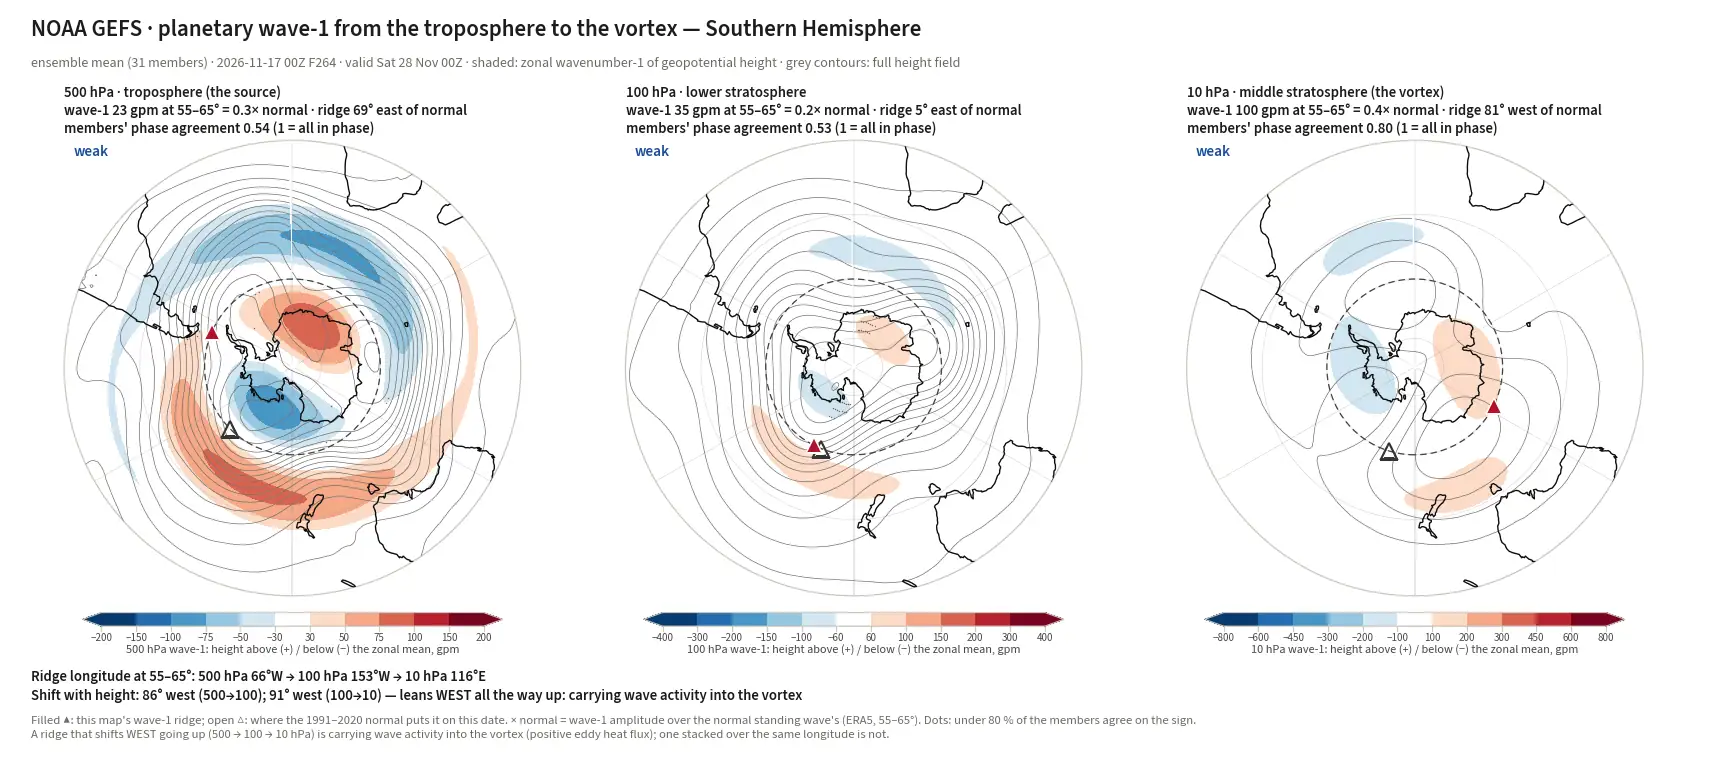 NOAA GEFS · planetary wave-1 from the troposphere to the vortex — Southern Hemisphere
ensemble mean (31 members) · 2026-11-17 00Z F264 · valid Sat 28 Nov 00Z · shaded: zonal wavenumber-1 of geopotential height · grey contours: full height field
500 hPa · troposphere (the source)
wave-1 23 gpm at 55–65° = 0.3× normal · ridge 69° east of normal
members' phase agreement 0.54 (1 = all in phase)
weak
100 hPa · lower stratosphere
wave-1 35 gpm at 55–65° = 0.2× normal · ridge 5° east of normal
members' phase agreement 0.53 (1 = all in phase)
weak
10 hPa · middle stratosphere (the vortex)
wave-1 100 gpm at 55–65° = 0.4× normal · ridge 81° west of normal
members' phase agreement 0.80 (1 = all in phase)
weak
−200 −150 −100 −75 −50 −30 30 50 75 100 150 200
500 hPa wave-1: height above (+) / below (−) the zonal mean, gpm
−400 −300 −200 −150 −100 −60 60 100 150 200 300 400
100 hPa wave-1: height above (+) / below (−) the zonal mean, gpm
−800 −600 −450 −300 −200 −100 100 200 300 450 600 800
10 hPa wave-1: height above (+) / below (−) the zonal mean, gpm
Ridge longitude at 55–65°: 500 hPa 66°W → 100 hPa 153°W → 10 hPa 116°E
Shift with height: 86° west (500→100); 91° west (100→10) — leans WEST all the way up: carrying wave activity into the vortex
Filled ▲: this map's wave-1 ridge; open △: where the 1991–2020 normal puts it on this date. × normal = wave-1 amplitude over the normal standing wave's (ERA5, 55–65°). Dots: under 80 % of the members agree on the sign.
A ridge that shifts WEST going up (500 → 100 → 10 hPa) is carrying wave activity into the vortex (positive eddy heat flux); one stacked over the same longitude is not.